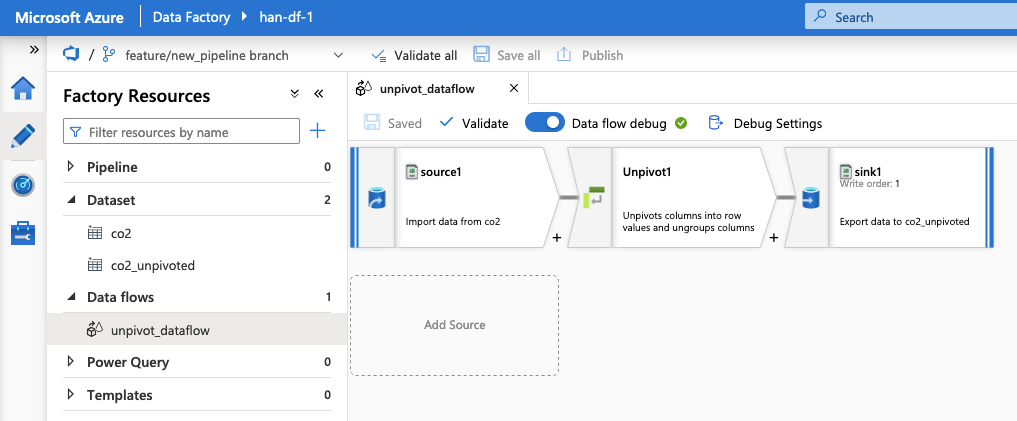 Microsoft Azure
Data Factory
han-df-1
Search
/
feature/new_pipeline branch
Validate all
Save all
Publish
Factory Resources
Filter resources by name
Pipeline 0
Dataset 2
co2
co2_unpivoted
Data flows 1
unpivot_dataflow
Power Query 0
Templates 0
unpivot_dataflow
Saved
Validate
Data flow debug
Debug Settings
source1
Import data from co2
+
Unpivot1
Unpivots columns into row
values and ungroups columns
+
sink1
Write order: 1
Export data to co2_unpivoted
Add Source